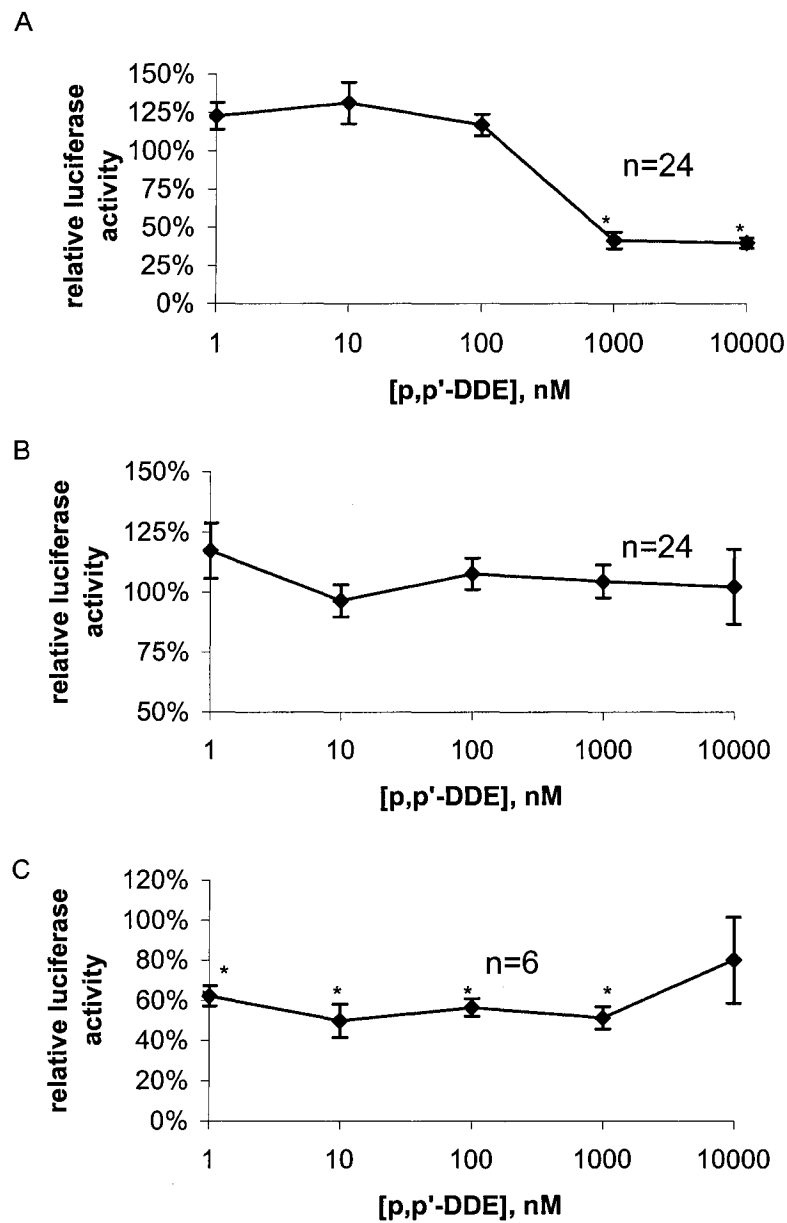 A
relative luciferase
activity
150%
125%
100%
75%
50%
25%
0%
n=24
*
*
1 10 100 1000 10000
[p,p'-DDE], nM
B
relative luciferase
activity
150%
125%
100%
75%
50%
n=24
1 10 100 1000 10000
[p,p'-DDE], nM
C
relative luciferase
activity
120%
100%
80%
60%
40%
20%
0%
n=6
* * * *
1 10 100 1000 10000
[p,p'-DDE], nM